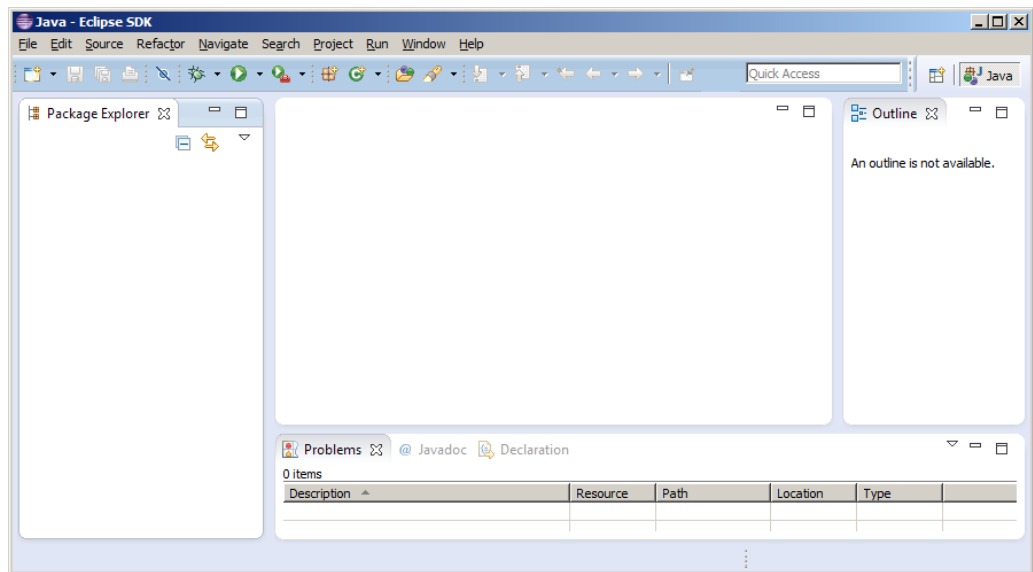 Java - Eclipse SDK
File Edit Source Refactor Navigate Search Project Run Window Help
Quick Access
Java
Package Explorer
Outline
An outline is not available.
Problems @ Javadoc Declaration
0 items
Description Resource Path Location Type